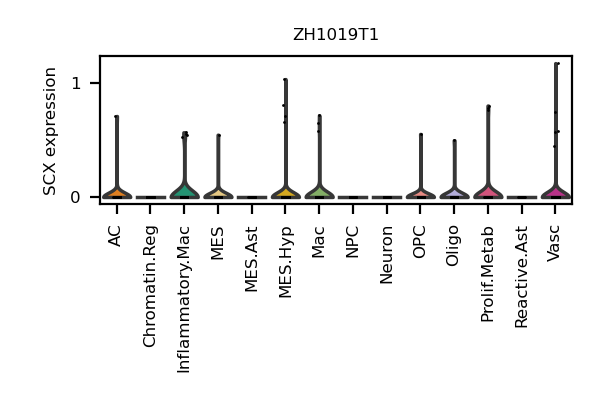 ZH1019T1
SCX expression
1
0
AC
Chromatin.Reg
Inflammatory.Mac
MES
MES.Ast
MES.Hyp
Mac
NPC
Neuron
OPC
Oligo
Prolif.Metab
Reactive.Ast
Vasc